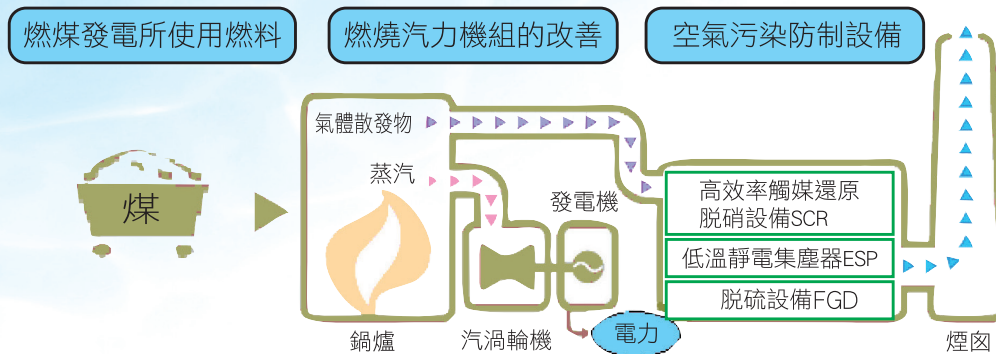 燃煤發電所使用燃料
燃燒汽力機組的改善
空氣污染防制設備
氣體散發物
蒸汽
煤
發電機
高效率觸媒還原
脫硝設備SCR
低溫靜電集塵器ESP
脫硫設備FGD
鍋爐
汽渦輪機
電力
煙囪